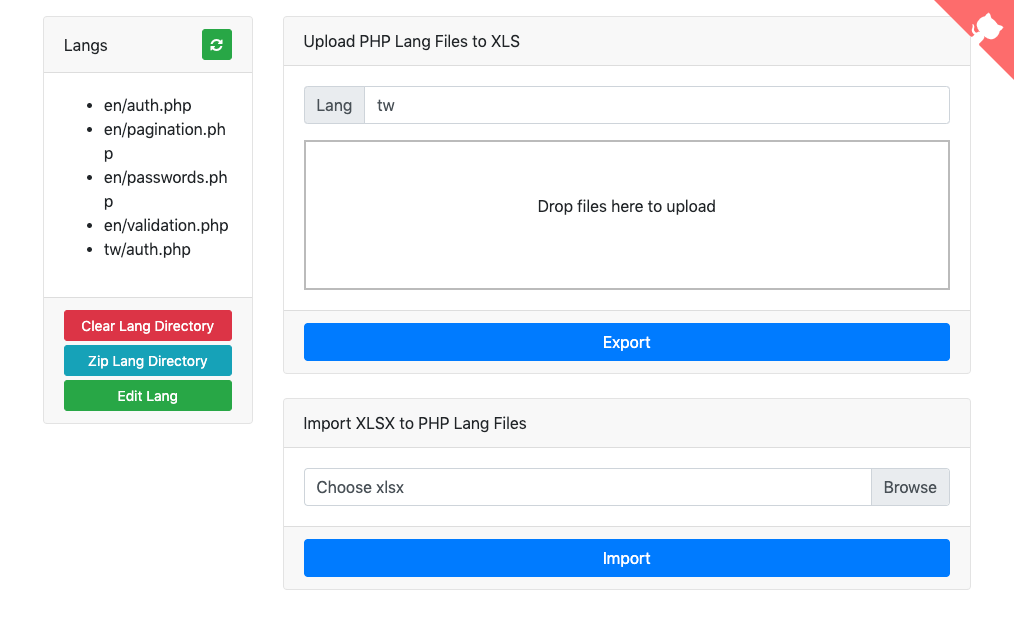 Langs
en/auth.php
en/pagination.ph
p
en/passwords.ph
p
en/validation.php
tw/auth.php
Clear Lang Directory
Zip Lang Directory
Edit Lang
Upload PHP Lang Files to XLS
Lang tw
Drop files here to upload
Export
Import XLSX to PHP Lang Files
Choose xlsx Browse
Import